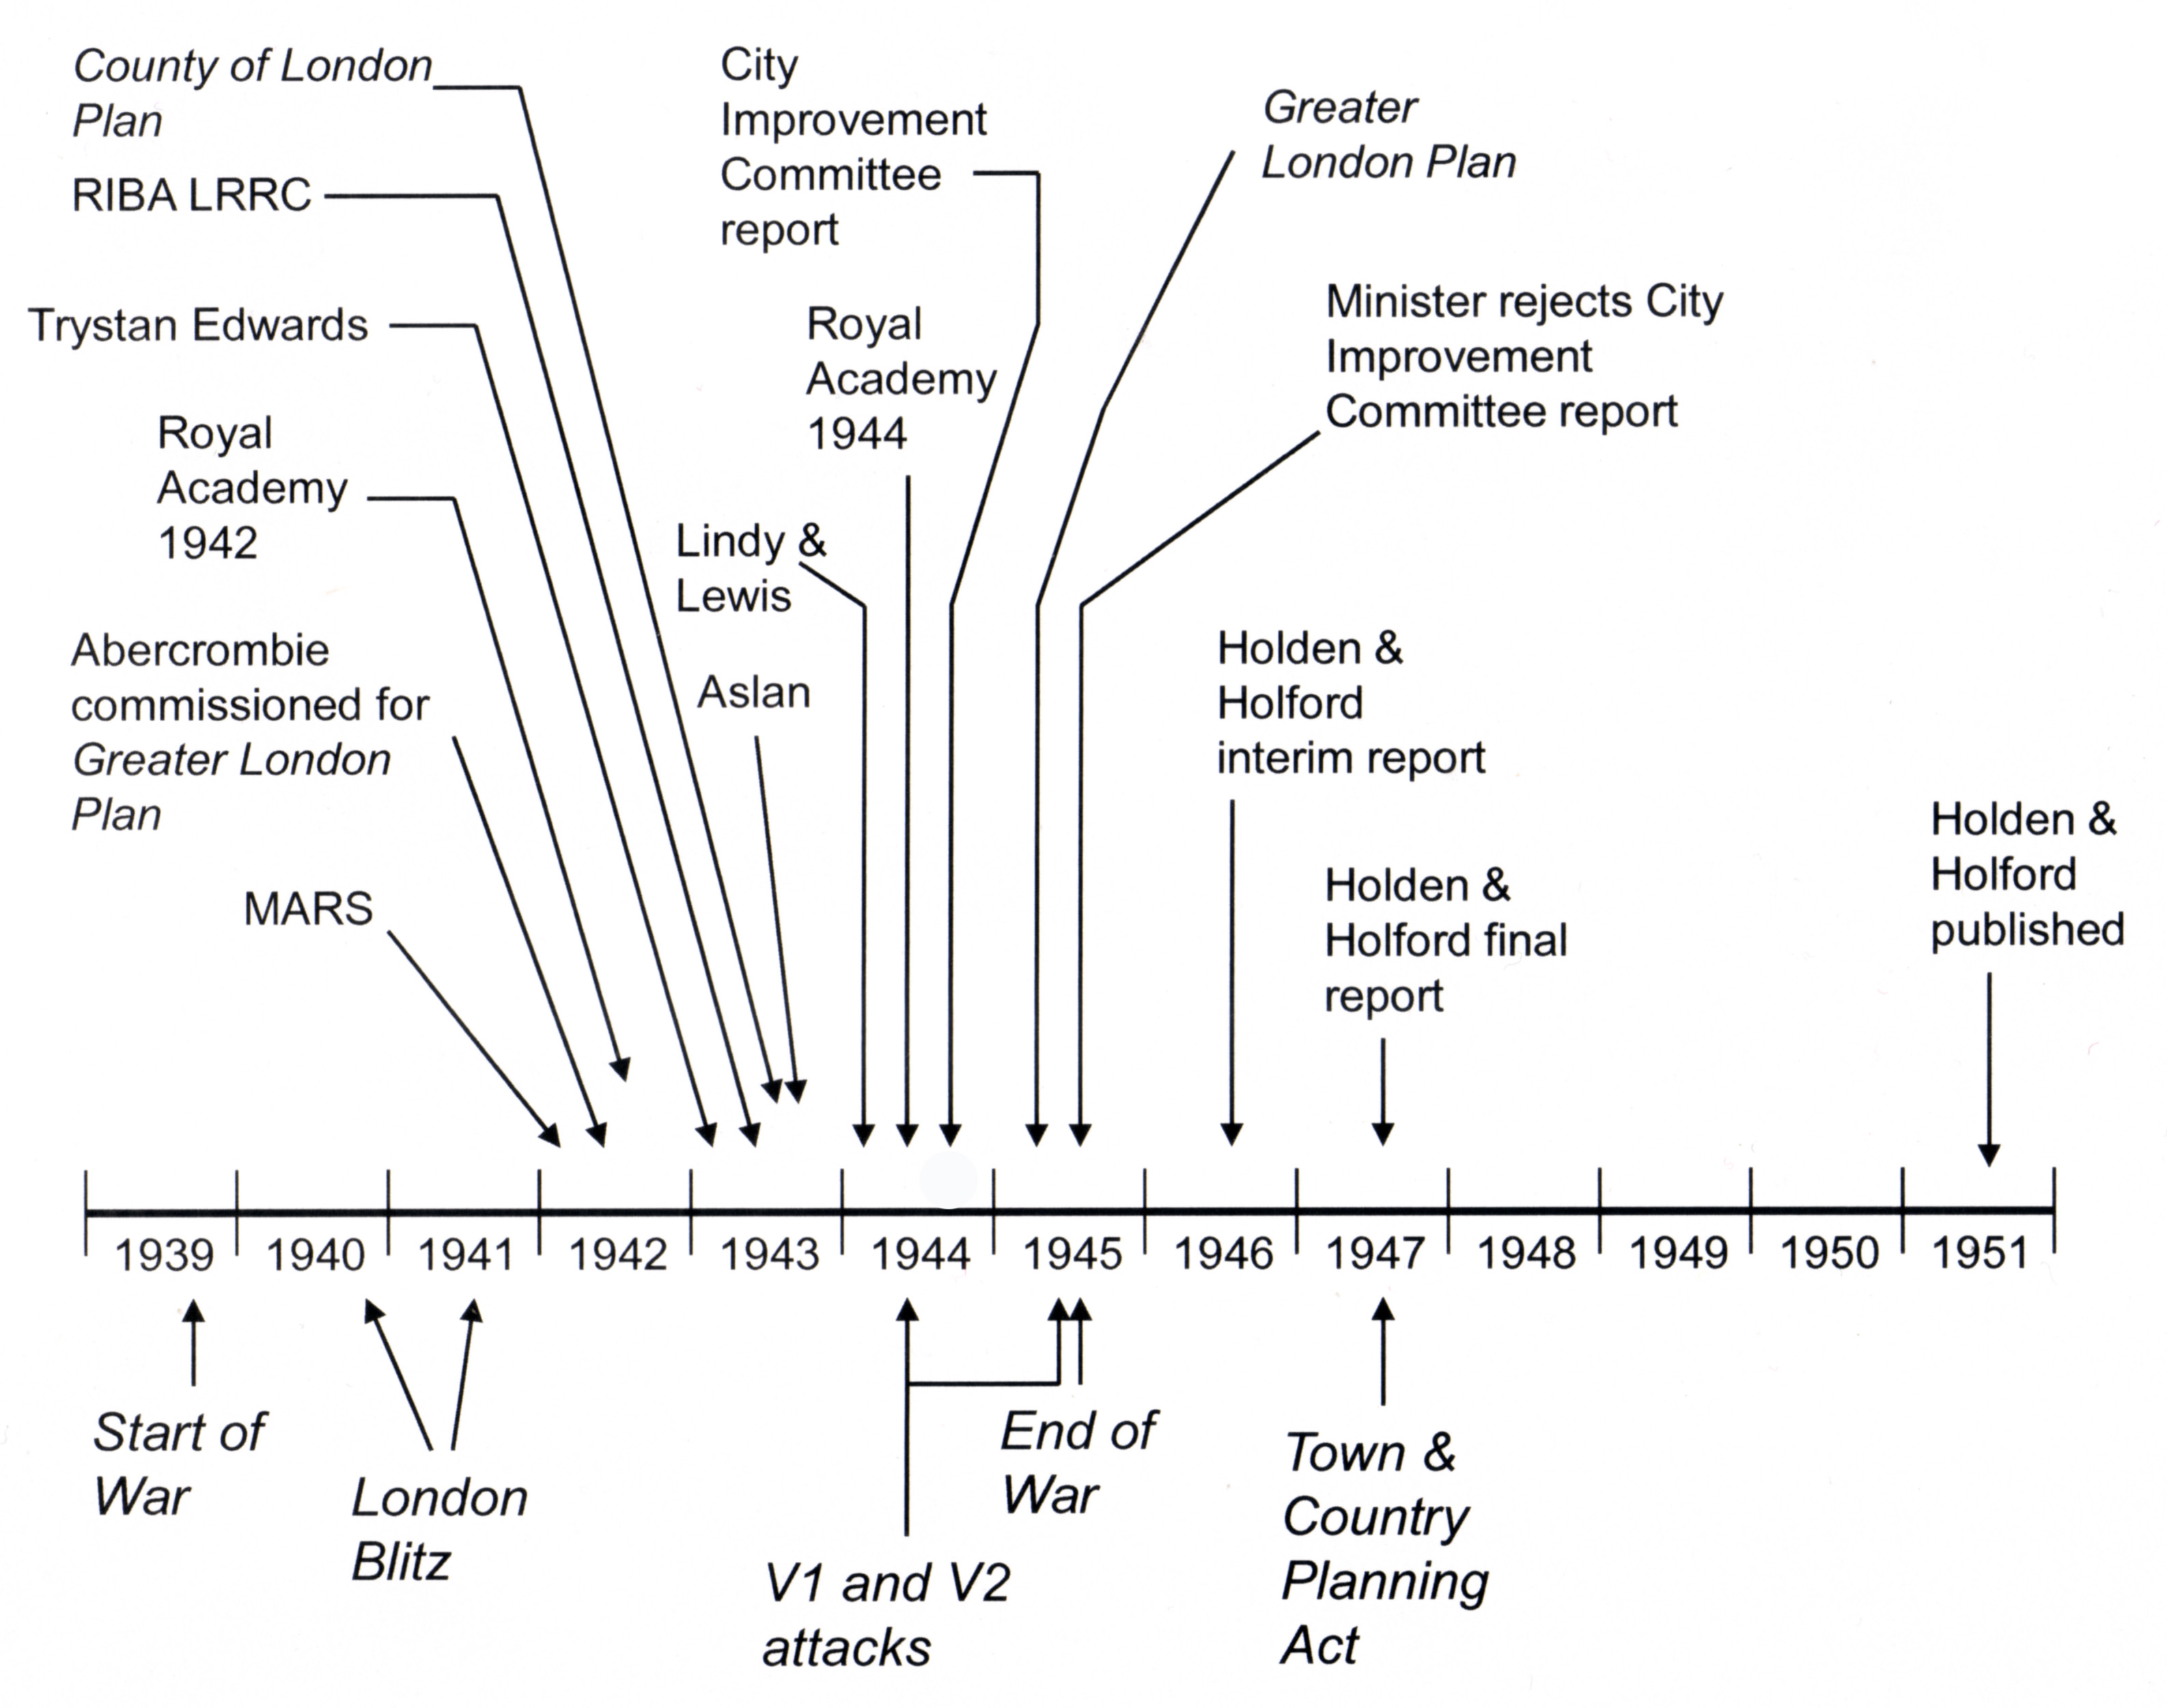 County of London
Plan
RIBA LRRC
Trystan Edwards
Royal
Academy
1942
Abercrombie
commissioned for
Greater London
Plan
MARS
City
Improvement
Committee
report
Royal
Academy
1944
Lindy &
Lewis
Aslan
Greater
London Plan
Minister rejects City
Improvement
Committee report
Holden &
Holford
interim report
Holden &
Holford final
report
Holden &
Holford
published
1939 1940 1941 1942 1943 1944 1945 1946 1947 1948 1949 1950 1951
Start of
War
London
Blitz
V1 and V2
attacks
End of
War
Town &
Country
Planning
Act